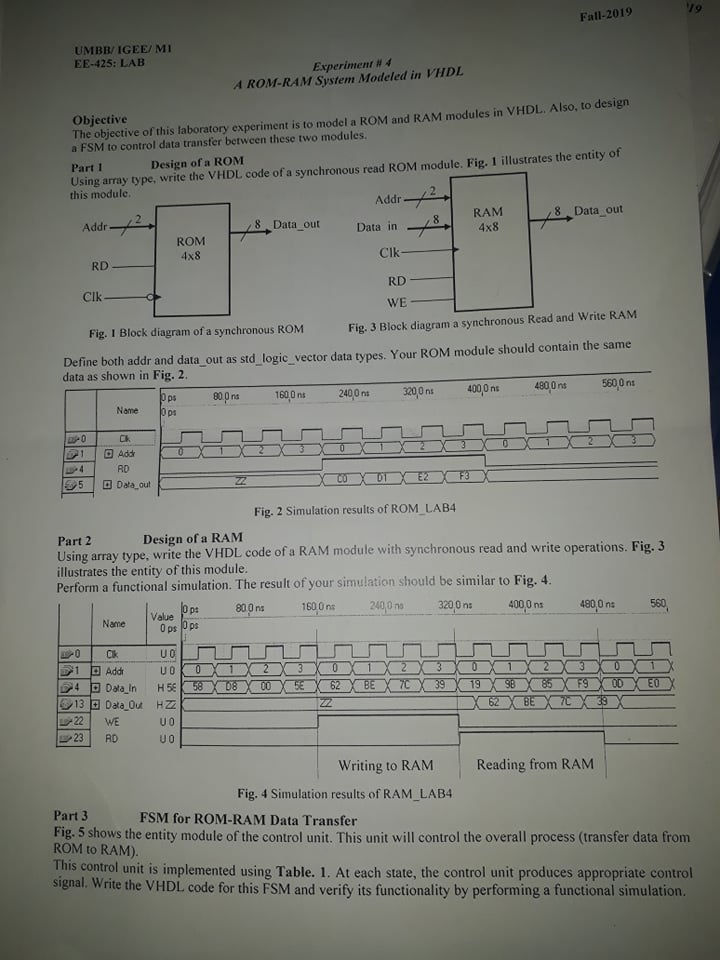 Fall-2019
'/9
UMBB/ IGEE/ M1
EE-425: LAB
Experiment # 4
A ROM-RAM System Modeled in VHDL
Objective
The objective of this laboratory experiment is to model a ROM and RAM modules in VHDL. Also, to design
a FSM to control data transfer between these two modules.
Part 1 Design of a ROM
Using array type, write the VHDL code of a synchronous read ROM module. Fig. 1 illustrates the entity of
this module.
Addr 2
ROM
4x8
8 Data_out
RD
Clk
Addr 2
Data in 8
RAM
4x8
8 Data_out
Clk
RD
WE
Fig. 1 Block diagram of a synchronous ROM
Fig. 3 Block diagram a synchronous Read and Write RAM
Define both addr and data_out as std_logic_vector data types. Your ROM module should contain the same
data as shown in Fig. 2.
Name 0 ps 80.0 ns 160.0 ns 240.0 ns 320.0 ns 400.0 ns 480.0 ns 560.0 ns
0 ps
0 Clk
1 Addr 0 1 2 3 0 1 2 3 0 1 2 3
4 RD
5 Data_out ZZ C0 D1 E2 F3
Fig. 2 Simulation results of ROM_LAB4
Part 2 Design of a RAM
Using array type, write the VHDL code of a RAM module with synchronous read and write operations. Fig. 3
illustrates the entity of this module.
Perform a functional simulation. The result of your simulation should be similar to Fig. 4.
Name Value 0 ps 0 ps 80.0 ns 160.0 ns 240.0 ns 320.0 ns 400.0 ns 480.0 ns 560.
0 ps
0 Clk U 0
1 Addr U 0 0 1 2 3 0 1 2 3 0 1 2 3 0 1
4 Data_In H 58 58 D8 00 5E 62 BE 7C 39 19 9B 85 F9 0D E0
13 Data_Out H ZZ ZZ 62 BE 7C 39
22 WE U 0
23 RD U 0
Writing to RAM Reading from RAM
Fig. 4 Simulation results of RAM_LAB4
Part 3 FSM for ROM-RAM Data Transfer
Fig. 5 shows the entity module of the control unit. This unit will control the overall process (transfer data from
ROM to RAM).
This control unit is implemented using Table. 1. At each state, the control unit produces appropriate control
signal. Write the VHDL code for this FSM and verify its functionality by performing a functional simulation.